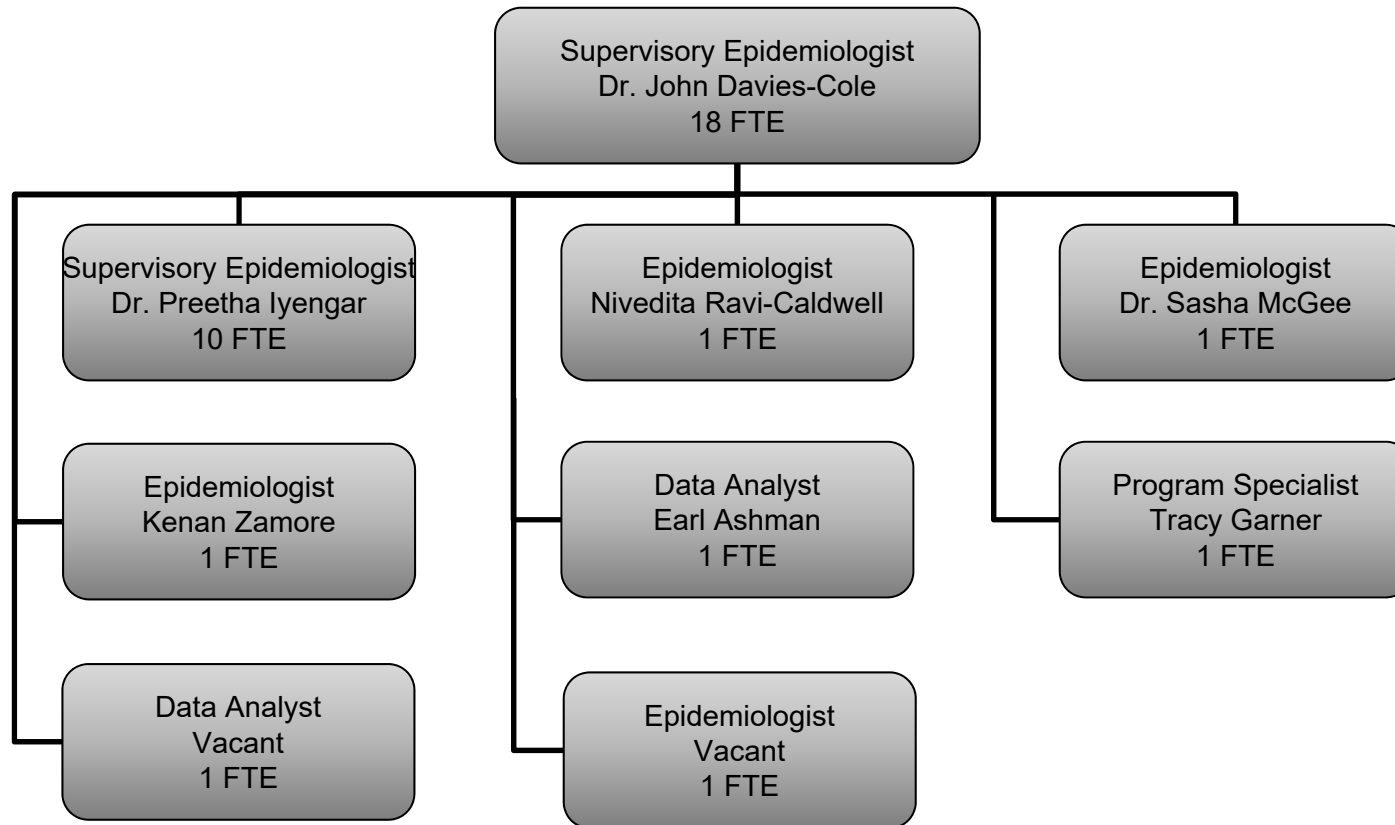 Supervisory Epidemiologist
Dr. John Davies-Cole
18 FTE
Supervisory Epidemiologist
Dr. Preetha Iyengar
10 FTE
Epidemiologist
Nivedita Ravi-Caldwell
1 FTE
Epidemiologist
Dr. Sasha McGee
1 FTE
Epidemiologist
Kenan Zamore
1 FTE
Data Analyst
Earl Ashman
1 FTE
Program Specialist
Tracy Garner
1 FTE
Data Analyst
Vacant
1 FTE
Epidemiologist
Vacant
1 FTE